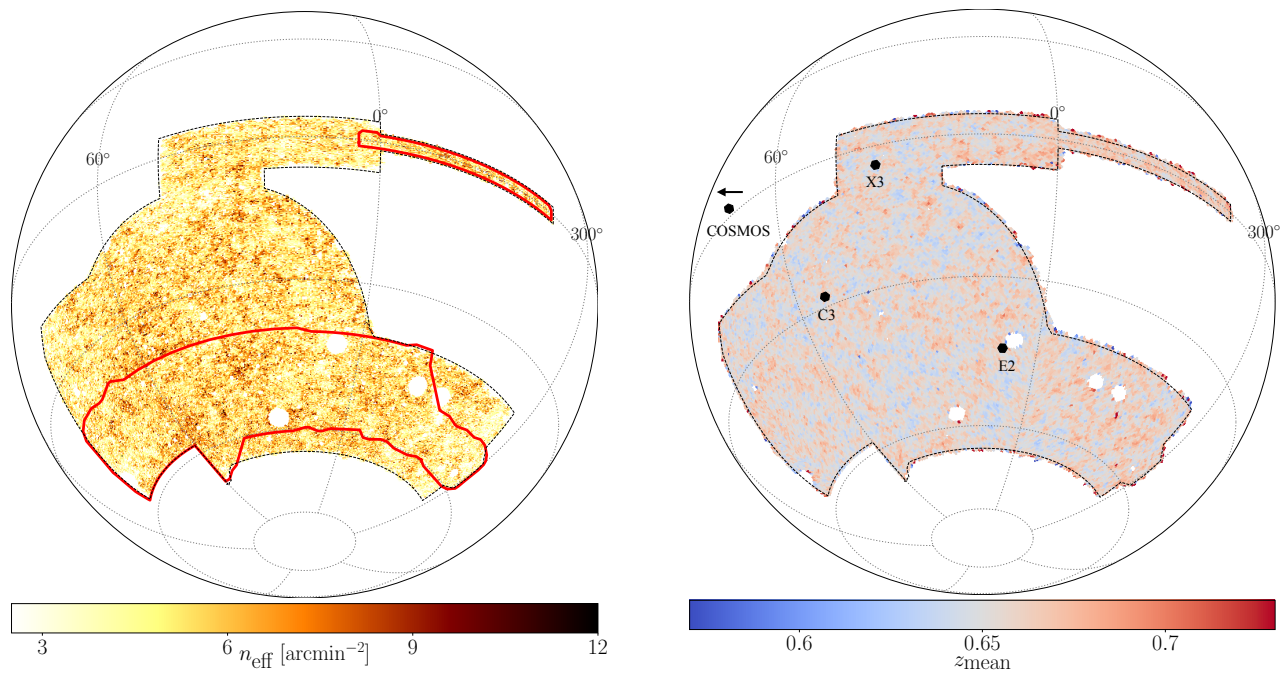 0°
60°
300°
3 6 9 12
n_eff [arcmin⁻²]
0°
60°
X3
COSMOS
300°
C3
E2
0.6 0.65 0.7
z_mean